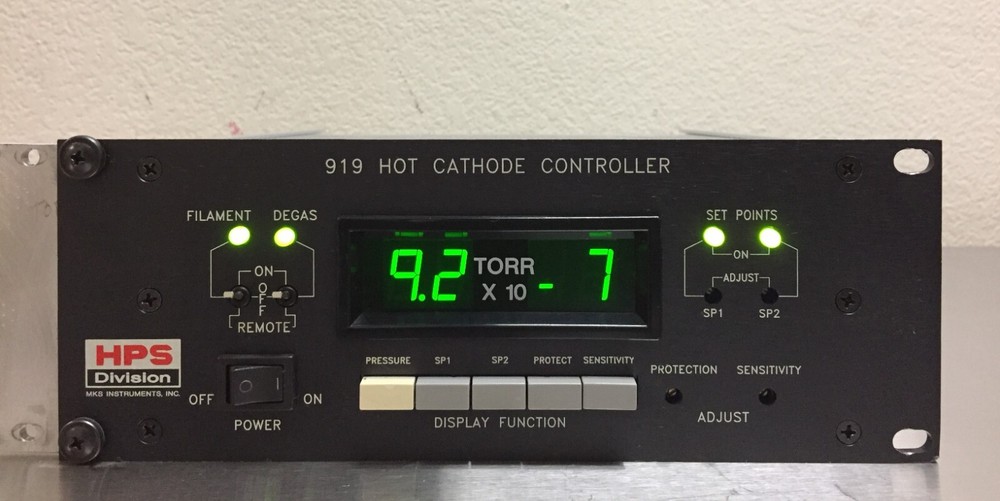 919 HOT CATHODE CONTROLLER
FILAMENT DEGAS
ON
OFF
REMOTE
9.2 TORR X 10 - 7
SET POINTS
ON
ADJUST
SP1 SP2
HPS
Division
MKS INSTRUMENTS, INC.
OFF ON
POWER
PRESSURE SP1 SP2 PROTECT SENSITIVITY
DISPLAY FUNCTION
PROTECTION SENSITIVITY
ADJUST